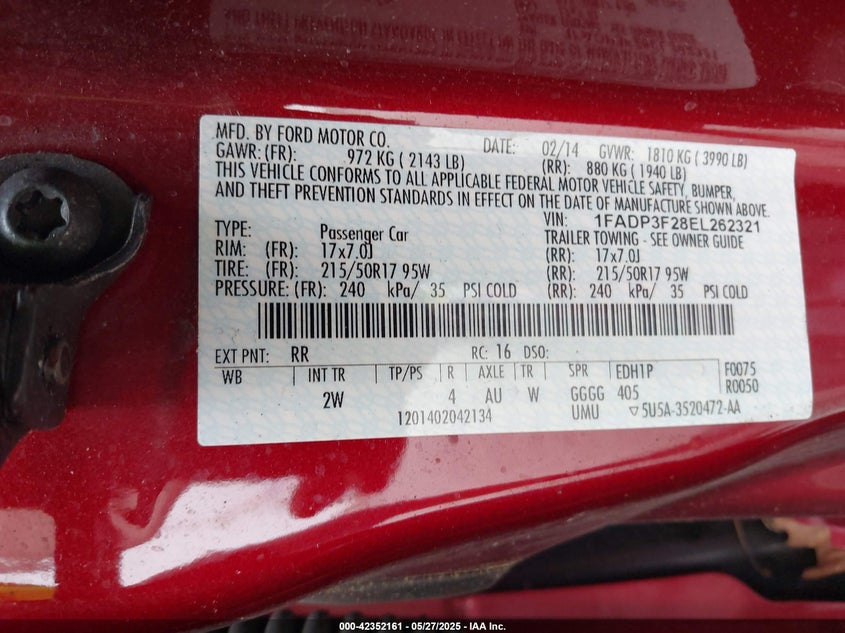 MFD. BY FORD MOTOR CO. DATE: 02/14 GVWR: 1810 KG ( 3990 LB)
GAWR: (FR): 972 KG ( 2143 LB) (RR): 880 KG ( 1940 LB)
THIS VEHICLE CONFORMS TO ALL APPLICABLE FEDERAL MOTOR VEHICLE SAFETY, BUMPER,
AND THEFT PREVENTION STANDARDS IN EFFECT ON THE DATE OF MANUFACTURE SHOWN ABOVE.
VIN: 1FADP3F28EL262321
TYPE: Passenger Car TRAILER TOWING - SEE OWNER GUIDE
RIM: (FR): 17x7.0J (RR): 17x7.0J
TIRE: (FR): 215/50R17 95W (RR): 215/50R17 95W
PRESSURE: (FR): 240 kPa/ 35 PSI COLD (RR): 240 kPa/ 35 PSI COLD
EXT PNT: RR RC: 16 DSO:
WB INT TR TP/PS R AXLE TR SPR EDH1P F0075
2W 4 AU W GGGG 405 R0050
1201402042134 UMU ▽5U5A-3520472-AA
000-42352161 - 05/27/2025 - IAA Inc.